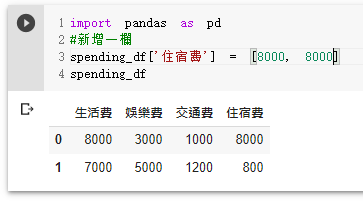 1 import pandas as pd
2 #新增一欄
3 spending_df['住宿費'] = [8000, 8000]
4 spending_df
生活費 娛樂費 交通費 住宿費
0 8000 3000 1000 8000
1 7000 5000 1200 800